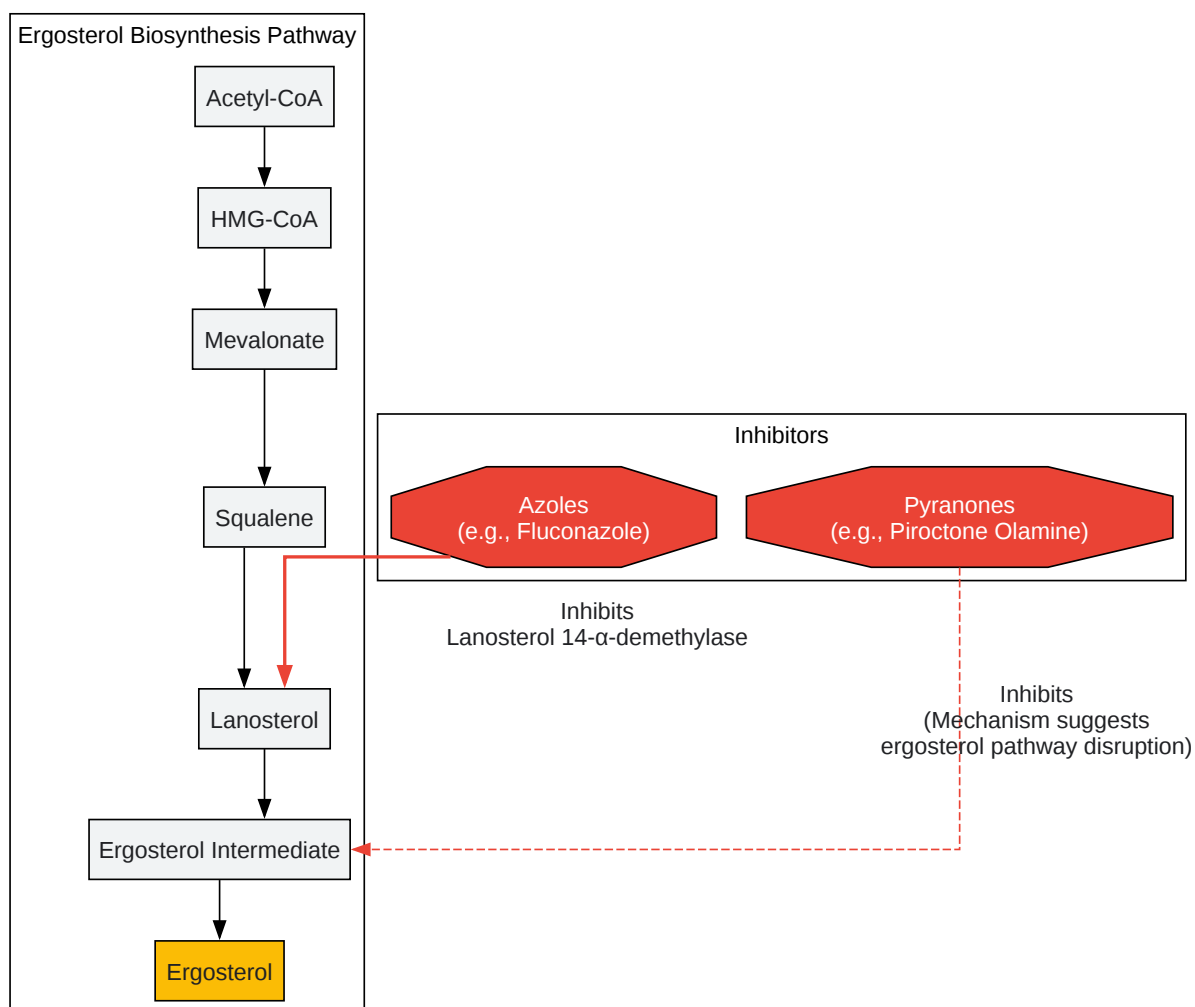 Ergosterol Biosynthesis Pathway
Acetyl-CoA
HMG-CoA
Mevalonate
Squalene
Lanosterol
Ergosterol Intermediate
Ergosterol
Inhibitors
Azoles
(e.g., Fluconazole)
Pyranones
(e.g., Piroctone Olamine)
Inhibits
Lanosterol 14-α-demethylase
Inhibits
(Mechanism suggests
ergosterol pathway disruption)